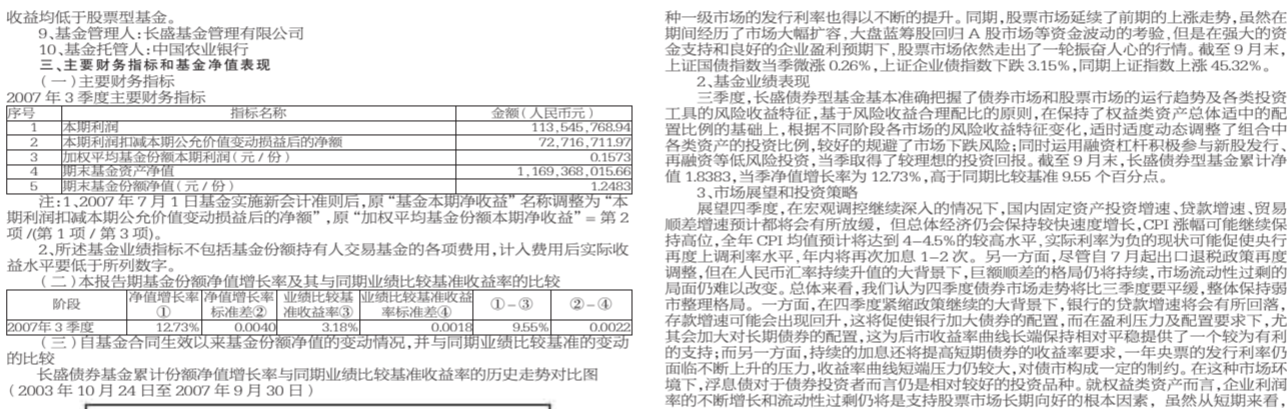 收益均低于股票型基金。
9、基金管理人:长盛基金管理有限公司
10、基金托管人:中国农业银行
三、主要财务指标和基金净值表现
(一)主要财务指标
2007 年 3 季度主要财务指标
序号 指标名称 金额(人民币元)
1 本期利润 113,545,768.94
2 本期利润扣减本期公允价值变动损益后的净额 72,716,711.97
3 加权平均基金份额本期利润(元/份) 0.1573
4 期末基金资产净值 1,169,368,015.66
5 期末基金份额净值(元/份) 1.2483
注:1、2007 年 7 月 1 日基金实施新会计准则后,原“基金本期净收益”名称调整为“本
期利润扣减本期公允价值变动损益后的净额”,原“加权平均基金份额本期净收益”= 第 2
项 /(第 1 项 / 第 3 项)。
2、所述基金业绩指标不包括基金份额持有人交易基金的各项费用,计入费用后实际收
益水平要低于所列数字。
(二)本报告期基金份额净值增长率及其与同期业绩比较基准收益率的比较
阶段 净值增长率① 净值增长率标准差② 业绩比较基准收益率③ 业绩比较基准收益率标准差④ ①-③ ②-④
2007年 3 季度 12.73% 0.0040 3.18% 0.0018 9.55% 0.0022
(三)自基金合同生效以来基金份额净值的变动情况,并与同期业绩比较基准的变动
的比较
长盛债券基金累计份额净值增长率与同期业绩比较基准收益率的历史走势对比图
(2003 年 10 月 24 日至 2007 年 9 月 30 日)
种一级市场的发行利率也得以不断的提升。同期,股票市场延续了前期的上涨走势,虽然在
期间经历了市场大幅扩容,大盘蓝筹股回归 A 股市场等资金波动的考验,但是在强大的资
金支持和良好的企业盈利预期下,股票市场依然走出了一轮振奋人心的行情。截至 9 月末,
上证国债指数当季微涨 0.26%,上证企业债指数下跌 3.15%,同期上证指数上涨 45.32%。
2、基金业绩表现
三季度,长盛债券型基金基本准确把握了债券市场和股票市场的运行趋势及各类投资
工具的风险收益特征,基于风险收益合理配比的原则,在保持了权益类资产总体适中的配
置比例的基础上,根据不同阶段各市场的风险收益特征变化,适时适度动态调整了组合中
各类资产的投资比例,较好的规避了市场下跌风险;同时运用融资杠杆积极参与新股发行、
再融资等低风险投资,当季取得了较理想的投资回报。截至 9 月末,长盛债券型基金累计净
值 1.8383,当季净值增长率为 12.73%,高于同期比较基准 9.55 个百分点。
3、市场展望和投资策略
展望四季度,在宏观调控继续深入的情况下,国内固定资产投资增速、贷款增速、贸易
顺差增速预计都将会有所放缓,但总体经济仍会保持较快速度增长,CPI 涨幅可能继续保
持高位,全年 CPI 均值预计将达到 4-4.5%的较高水平,实际利率为负的现状可能促使央行
再度上调利率水平,年内将再次加息 1-2 次。另一方面,尽管自 7 月起出口退税政策再度
调整,但在人民币汇率持续升值的大背景下,巨额顺差的格局仍将持续,市场流动性过剩的
局面仍难以改变。总体来看,我们认为四季度债券市场走势将比三季度要平缓,整体保持弱
市整理格局。一方面,在四季度紧缩政策继续的大背景下,银行的贷款增速将会有所回落,
存款增速可能会出现回升,这将促使银行加大债券的配置,而在盈利压力及配置要求下,尤
其会加大对长期债券的配置,这为后市收益率曲线长端保持相对平稳提供了一个较为有利
的支持;而另一方面,持续的加息还将提高短期债券的收益率要求,一年央票的发行利率仍
面临不断上升的压力,收益率曲线短端压力仍较大,对债市构成一定的制约。在这种市场环
境下,浮息债对于债券投资者而言仍是相对较好的投资品种。就权益类资产而言,企业利润
率的不断增长和流动性过剩仍将是支持股票市场长期向好的根本因素,虽然从短期来看,